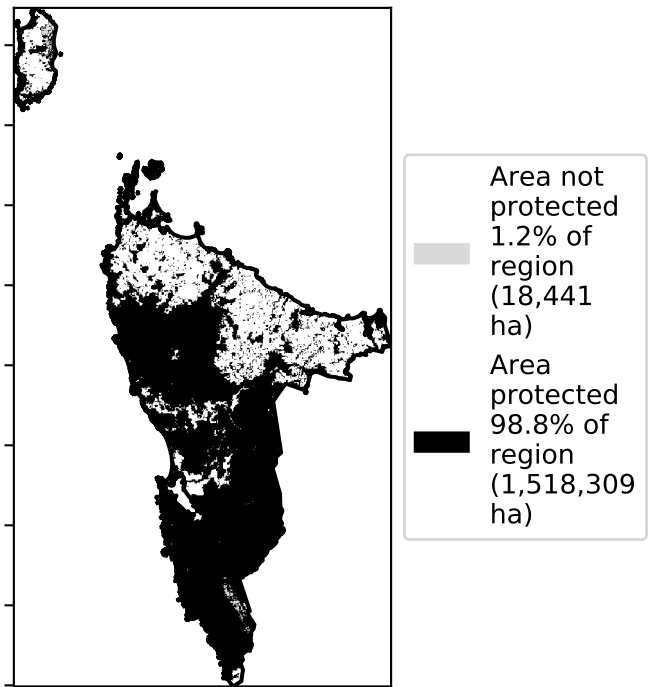 Area not
protected
1.2% of
region
(18,441
ha)
Area
protected
98.8% of
region
(1,518,309
ha)